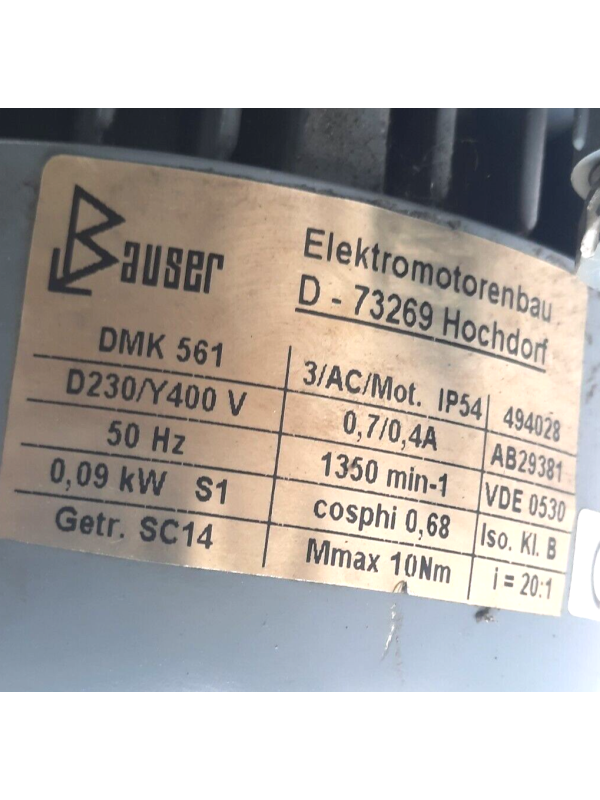 Bauser
Elektromotorenbau
D - 73269 Hochdorf
DMK 561 3/AC/Mot. IP54 494028
D230/Y400 V 0,7/0,4A AB29381
50 Hz 1350 min-1 VDE 0530
0,09 kW S1 cosphi 0,68 Iso. Kl. B
Getr. SC14 Mmax 10Nm i = 20:1